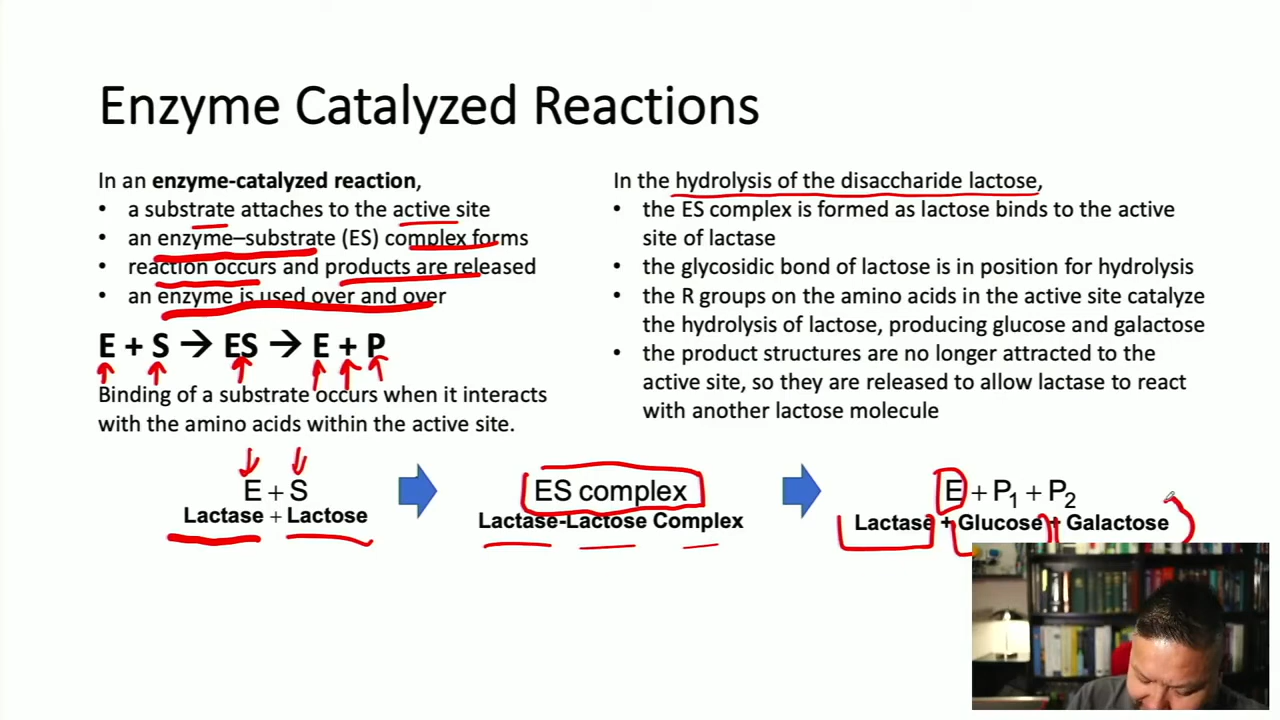 Enzyme Catalyzed Reactions
In an enzyme-catalyzed reaction,
• a substrate attaches to the active site
• an enzyme–substrate (ES) complex forms
• reaction occurs and products are released
• an enzyme is used over and over
E + S → ES → E + P
Binding of a substrate occurs when it interacts
with the amino acids within the active site.
In the hydrolysis of the disaccharide lactose,
• the ES complex is formed as lactose binds to the active
site of lactase
• the glycosidic bond of lactose is in position for hydrolysis
• the R groups on the amino acids in the active site catalyze
the hydrolysis of lactose, producing glucose and galactose
• the product structures are no longer attracted to the
active site, so they are released to allow lactase to react
with another lactose molecule
E + S
Lactase + Lactose
ES complex
Lactase-Lactose Complex
E + P₁ + P₂
Lactase + Glucose + Galactose